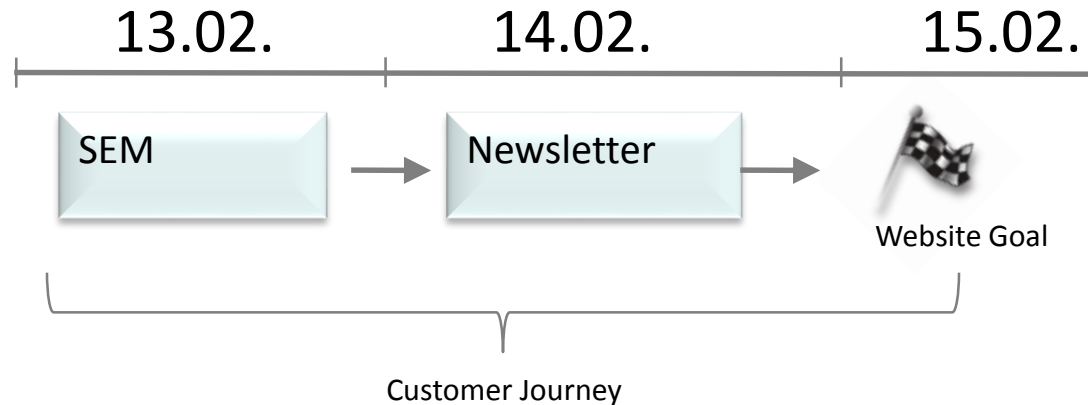 13.02.
14.02.
15.02.
SEM
Newsletter
Website Goal
Customer Journey